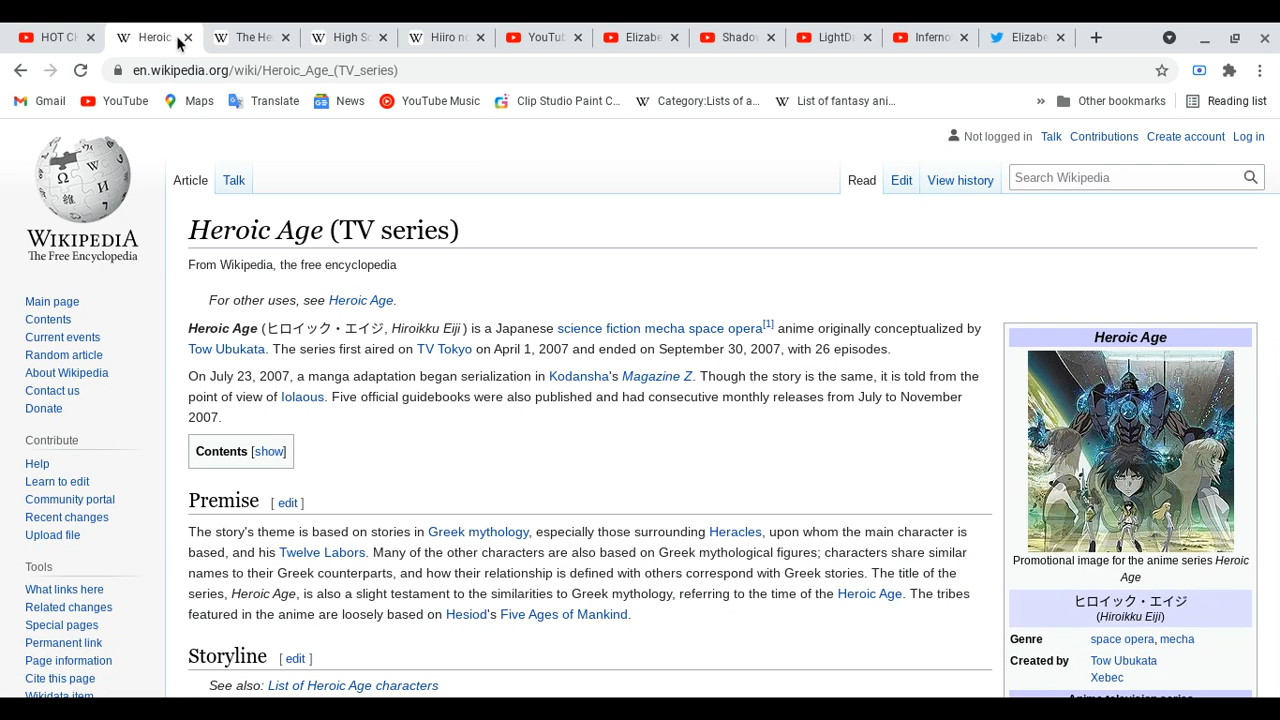 HOT C
Heroic
The He
High Sc
Hiiro no
YouTub
Elizabe
Shadow
LightDa
Inferno
Elizabe
en.wikipedia.org/wiki/Heroic_Age_(TV_series)
Gmail YouTube Maps Translate News YouTube Music Clip Studio Paint C... Category:Lists of a... List of fantasy ani... » Other bookmarks Reading list
Not logged in Talk Contributions Create account Log in
Article Talk Read Edit View history Search Wikipedia
WIKIPEDIA
The Free Encyclopedia
Main page
Contents
Current events
Random article
About Wikipedia
Contact us
Donate
Contribute
Help
Learn to edit
Community portal
Recent changes
Upload file
Tools
What links here
Related changes
Special pages
Permanent link
Page information
Cite this page
Wikidata item
Heroic Age (TV series)
From Wikipedia, the free encyclopedia
For other uses, see Heroic Age.
Heroic Age (ヒロイック・エイジ, Hiroikku Eiji) is a Japanese science fiction mecha space opera[1] anime originally conceptualized by
Tow Ubukata. The series first aired on TV Tokyo on April 1, 2007 and ended on September 30, 2007, with 26 episodes.
On July 23, 2007, a manga adaptation began serialization in Kodansha's Magazine Z. Though the story is the same, it is told from the
point of view of Iolaous. Five official guidebooks were also published and had consecutive monthly releases from July to November
2007.
Contents [show]
Premise [ edit ]
The story's theme is based on stories in Greek mythology, especially those surrounding Heracles, upon whom the main character is
based, and his Twelve Labors. Many of the other characters are also based on Greek mythological figures; characters share similar
names to their Greek counterparts, and how their relationship is defined with others correspond with Greek stories. The title of the
series, Heroic Age, is also a slight testament to the similarities to Greek mythology, referring to the time of the Heroic Age. The tribes
featured in the anime are loosely based on Hesiod's Five Ages of Mankind.
Storyline [ edit ]
See also: List of Heroic Age characters
Heroic Age
Promotional image for the anime series Heroic
Age
ヒロイック・エイジ
(Hiroikku Eiji)
Genre space opera, mecha
Created by Tow Ubukata
Xebec
Anime television series